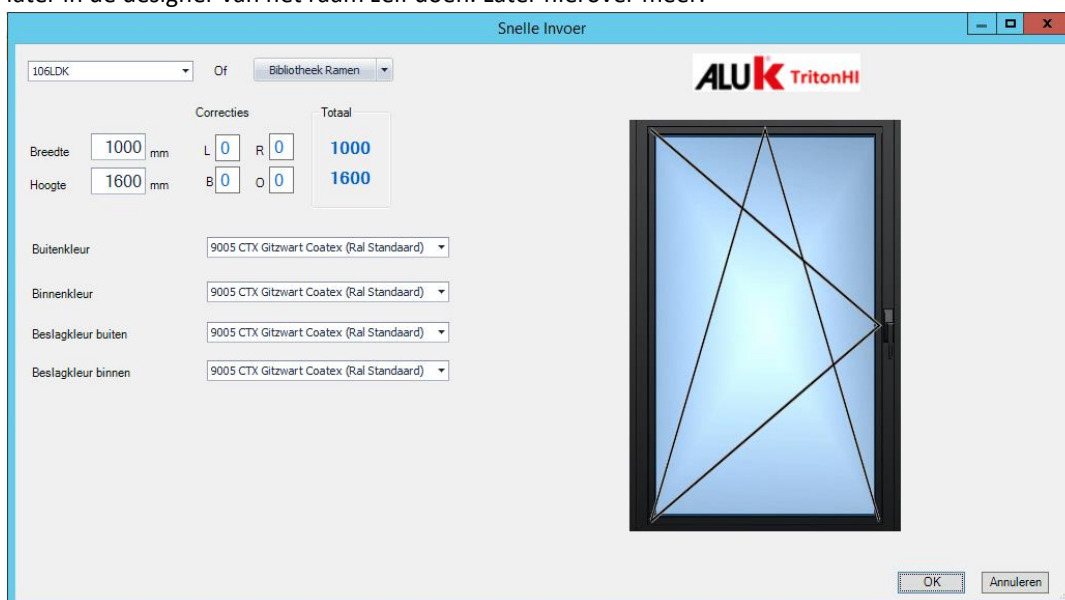 later in de designer van het raam zelf doen. Later hierover meer.
Snelle Invoer
106LDK Of Bibliotheek Ramen
ALUK TritonHI
Correcties Totaal
Breedte 1000 mm L 0 R 0 1000
Hoogte 1600 mm B 0 O 0 1600
Buitenkleur 9005 CTX Gitzwart Coatex (Ral Standaard)
Binnenkleur 9005 CTX Gitzwart Coatex (Ral Standaard)
Beslagkleur buiten 9005 CTX Gitzwart Coatex (Ral Standaard)
Beslagkleur binnen 9005 CTX Gitzwart Coatex (Ral Standaard)
OK Annuleren